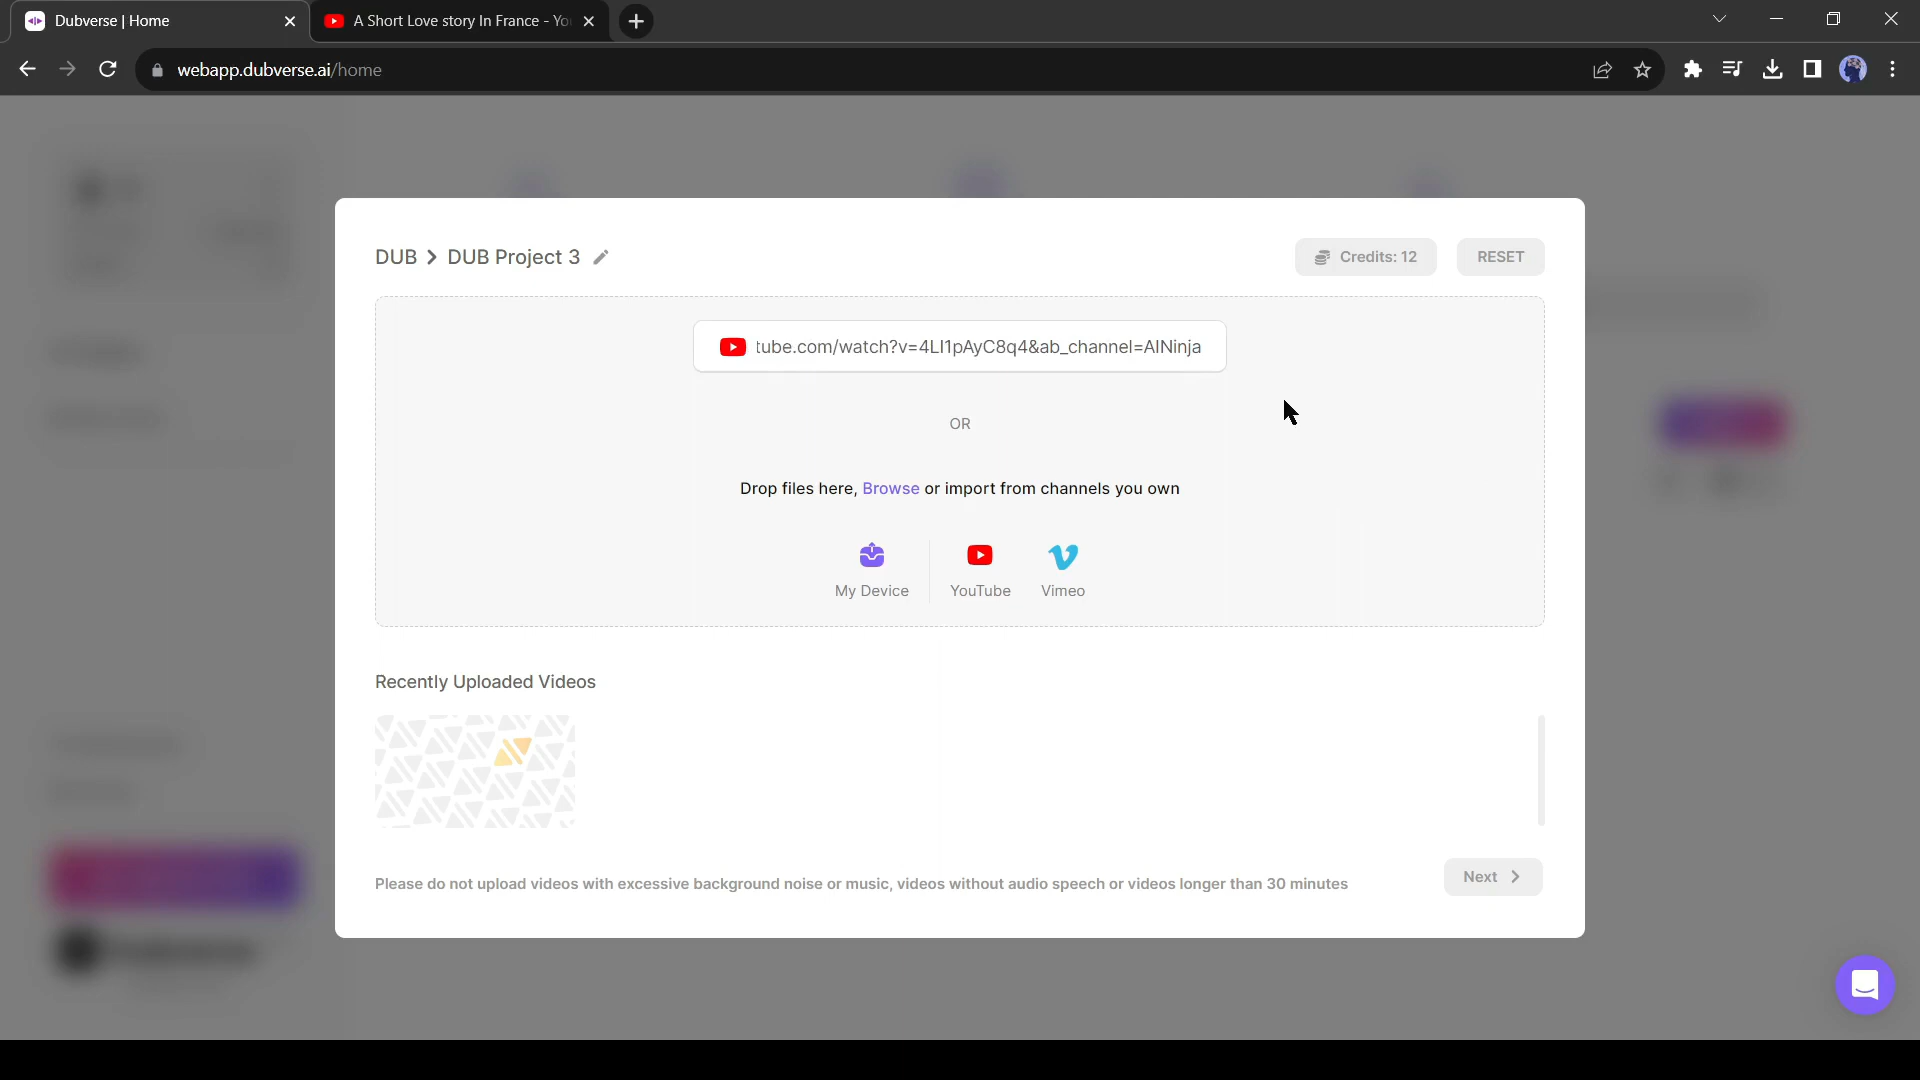 Dubverse | Home
A Short Love story In France - Yo
webapp.dubverse.ai/home
DUB > DUB Project 3
Credits: 12
RESET
tube.com/watch?v=4LI1pAyC8q4&ab_channel=AINinja
OR
Drop files here, Browse or import from channels you own
My Device
YouTube
Vimeo
Recently Uploaded Videos
Please do not upload videos with excessive background noise or music, videos without audio speech or videos longer than 30 minutes
Next >